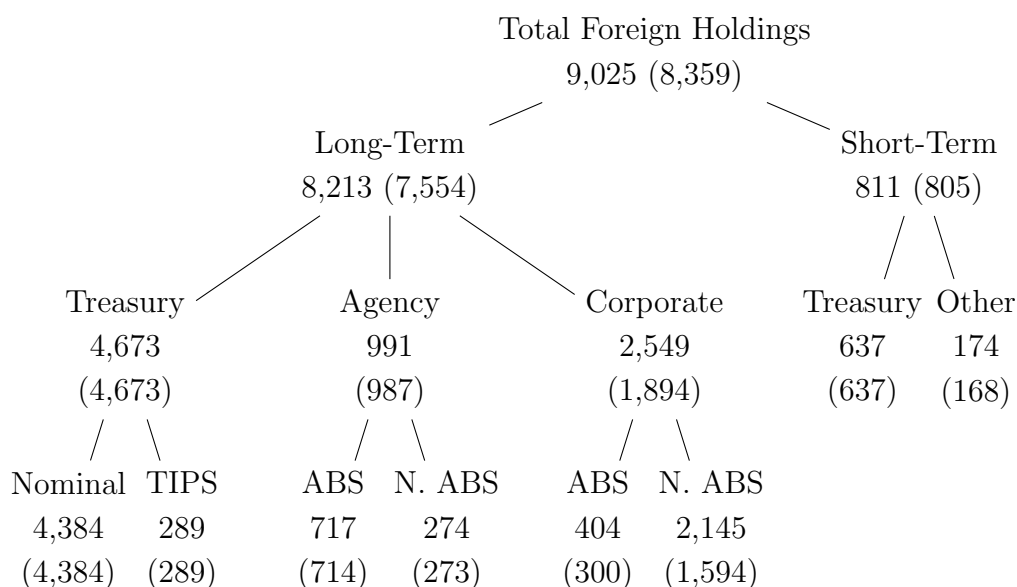 Total Foreign Holdings
9,025 (8,359)
Long-Term
8,213 (7,554)
Short-Term
811 (805)
Treasury
4,673
(4,673)
Agency
991
(987)
Corporate
2,549
(1,894)
Treasury
637
(637)
Other
174
(168)
Nominal
4,384
(4,384)
TIPS
289
(289)
ABS
717
(714)
N. ABS
274
(273)
ABS
404
(300)
N. ABS
2,145
(1,594)